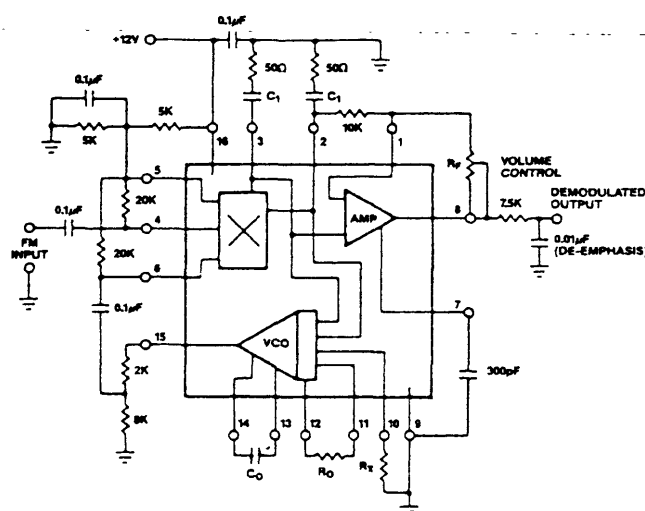 0.1μF
+12V
50Ω
50Ω
0.1μF
C1
C1
5K
5K
10K
16
3
2
1
RF
VOLUME
CONTROL
DEMODULATED
OUTPUT
5
20K
AMP
8
7.5K
0.1μF
4
0.01μF
(DE-EMPHASIS)
FM
INPUT
20K
6
7
0.1μF
15
VCO
300pF
2K
8K
14
13
12
11
10
9
CO
RO
RX